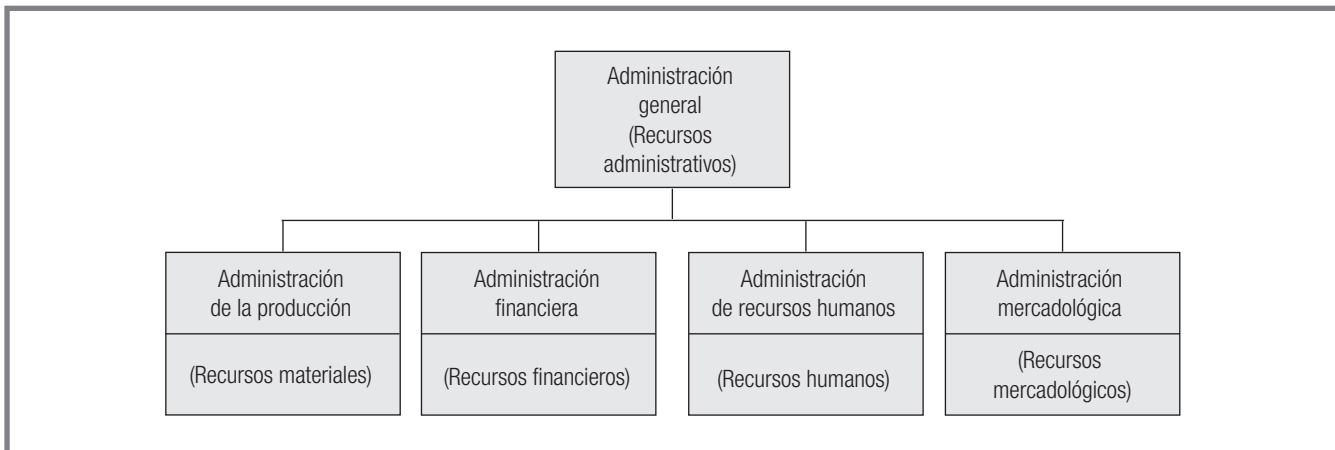 Administración
general
(Recursos
administrativos)
Administración
de la producción
(Recursos materiales)
Administración
financiera
(Recursos financieros)
Administración
de recursos humanos
(Recursos humanos)
Administración
mercadológica
(Recursos
mercadológicos)